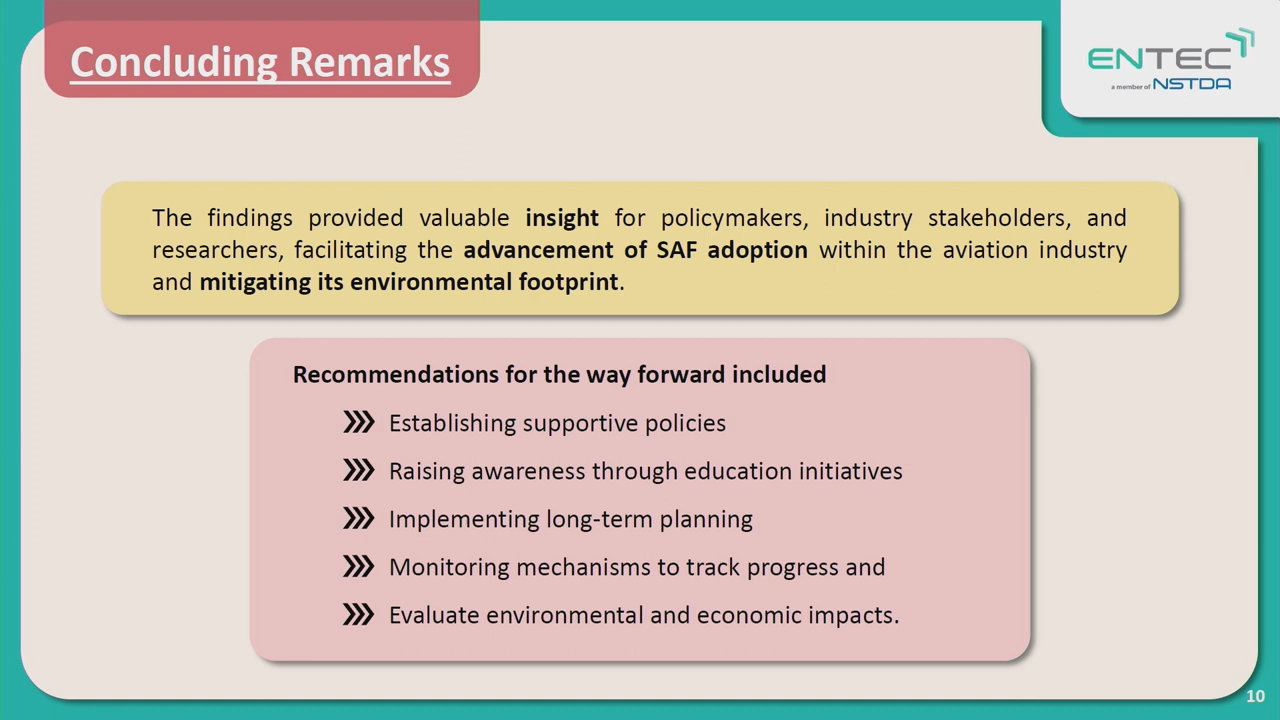 Concluding Remarks
ENTEC
a member of NSTDA
The findings provided valuable insight for policymakers, industry stakeholders, and
researchers, facilitating the advancement of SAF adoption within the aviation industry
and mitigating its environmental footprint.
Recommendations for the way forward included
Establishing supportive policies
Raising awareness through education initiatives
Implementing long-term planning
Monitoring mechanisms to track progress and
Evaluate environmental and economic impacts.
10